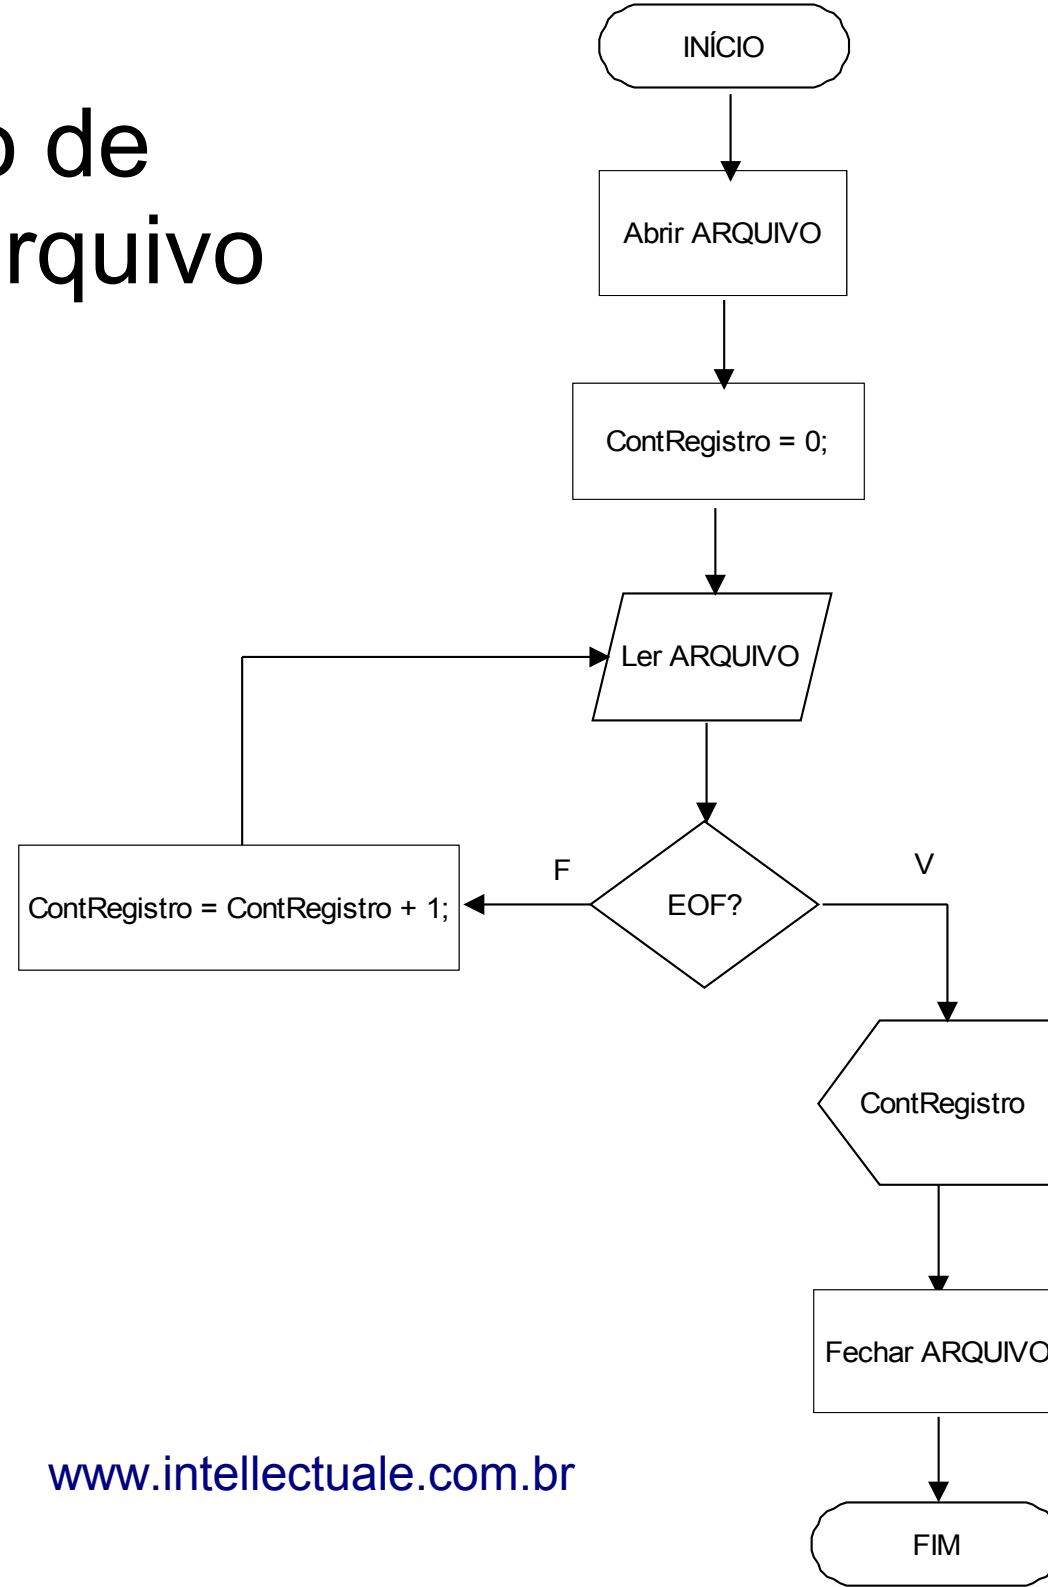 o de
rquivo
INÍCIO
Abrir ARQUIVO
ContRegistro = 0;
Ler ARQUIVO
EOF?
F
V
ContRegistro = ContRegistro + 1;
ContRegistro
Fechar ARQUIVO
FIM
www.intellectuale.com.br